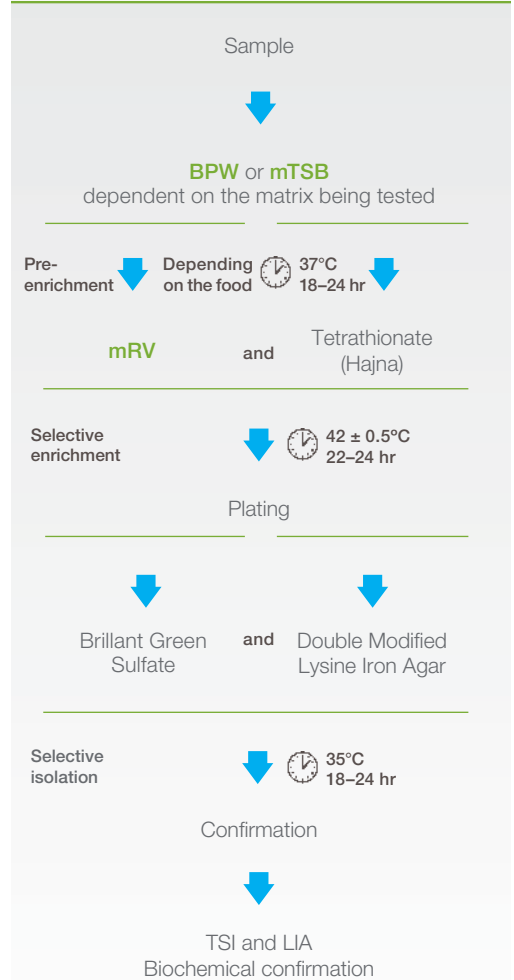 Sample
BPW or mTSB
dependent on the matrix being tested
Pre-
enrichment
Depending
on the food
37°C
18–24 hr
mRV
and
Tetrathionate
(Hajna)
Selective
enrichment
42 ± 0.5ºC
22–24 hr
Plating
Brillant Green
Sulfate
and
Double Modified
Lysine Iron Agar
Selective
isolation
35°C
18–24 hr
Confirmation
TSI and LIA
Biochemical confirmation